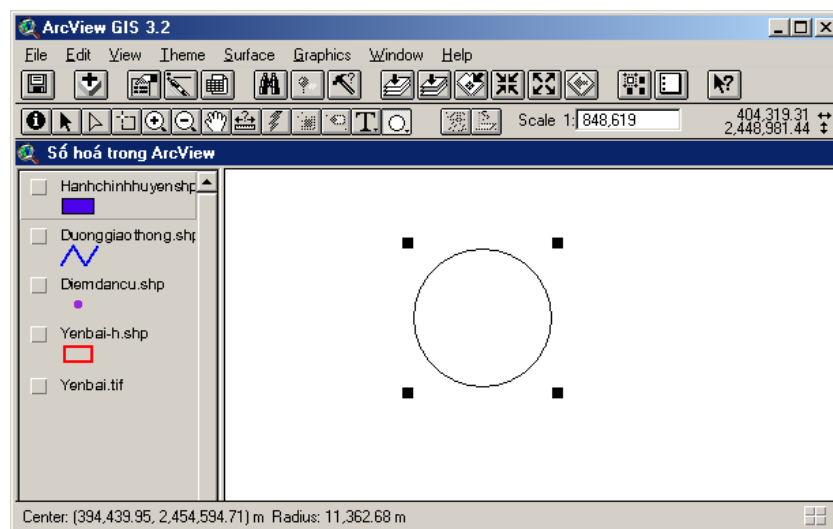 ArcView GIS 3.2
File Edit View Theme Surface Graphics Window Help
T
Scale 1: 848,619
404,319.31
2,448,981.44
Số hoá trong ArcView
Hanhchinhhuyen.shp
Duonggiaothong.shp
Diemdancu.shp
Yenbai-h.shp
Yenbai.tif
Center: (394,439.95, 2,454,594.71) m Radius: 11,362.68 m